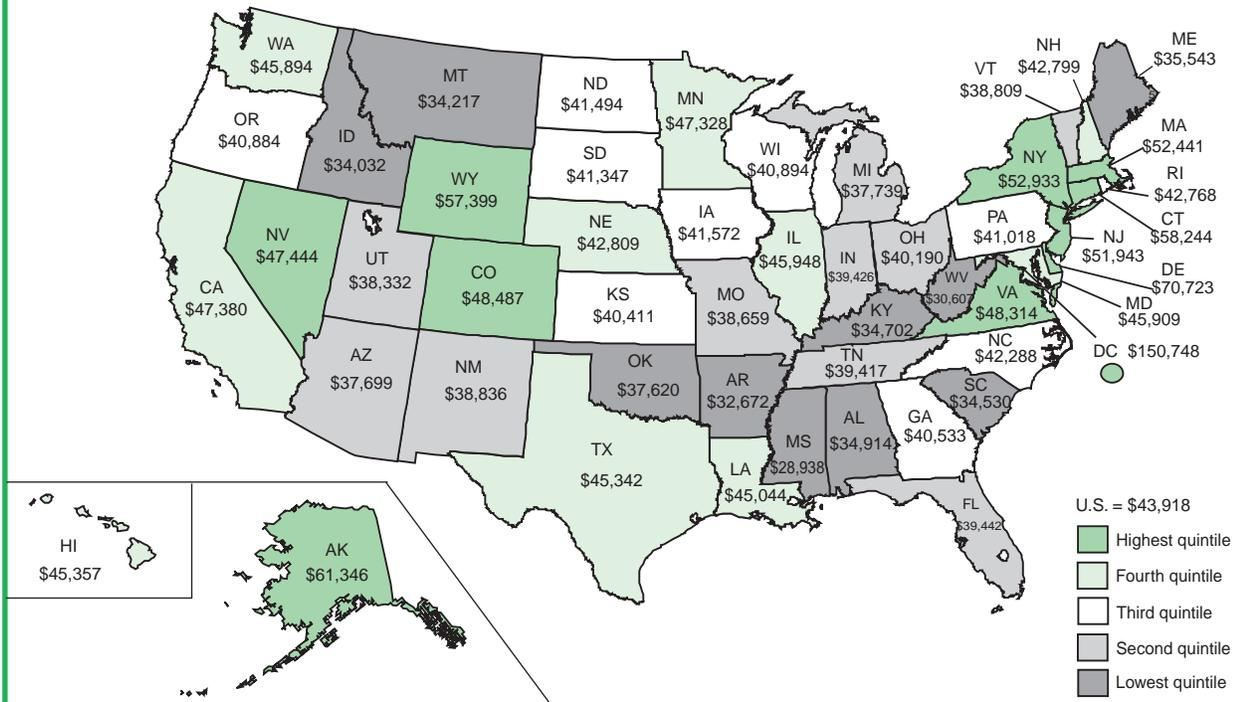 WA
$45,894
MT
$34,217
ND
$41,494
MN
$47,328
OR
$40,884
ID
$34,032
SD
$41,347
WI
$40,894
MI
$37,739
VT
$38,809
NH
$42,799
ME
$35,543
MA
$52,441
RI
$42,768
CT
$58,244
NJ
$51,943
DE
$70,723
MD
$45,909
DC $150,748
NY
$52,933
PA
$41,018
WY
$57,399
NE
$42,809
IA
$41,572
IL
$45,948
IN
$39,426
OH
$40,190
WV
$30,607
VA
$48,314
NV
$47,444
UT
$38,332
CO
$48,487
KS
$40,411
MO
$38,659
KY
$34,702
CA
$47,380
AZ
$37,699
NM
$38,836
OK
$37,620
AR
$32,672
TN
$39,417
NC
$42,288
SC
$34,530
TX
$45,342
LA
$45,044
MS
$28,938
AL
$34,914
GA
$40,533
FL
$39,442
HI
$45,357
AK
$61,346
U.S. = $43,918
Highest quintile
Fourth quintile
Third quintile
Second quintile
Lowest quintile